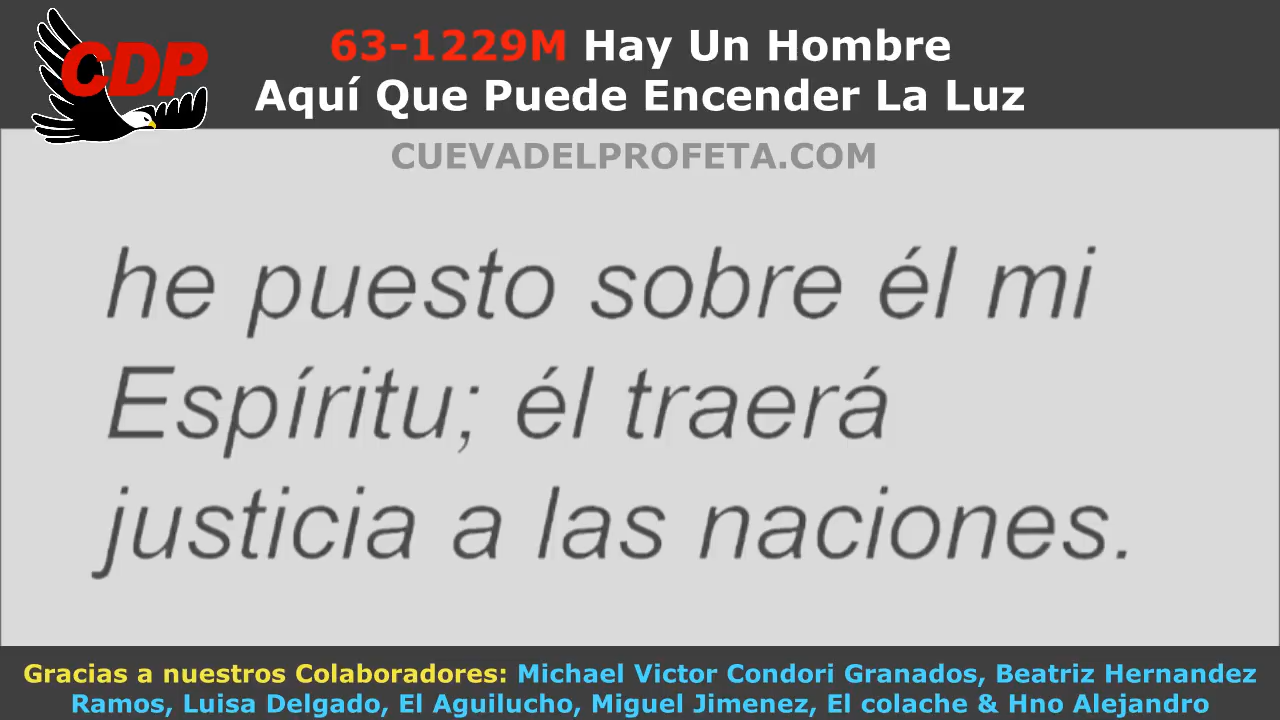 CDP
63-1229M Hay Un Hombre
Aquí Que Puede Encender La Luz
CUEVADELPROFETA.COM
he puesto sobre él mi
Espíritu; él traerá
justicia a las naciones.
Gracias a nuestros Colaboradores: Michael Victor Condori Granados, Beatriz Hernandez
Ramos, Luisa Delgado, El Aguilucho, Miguel Jimenez, El colache & Hno Alejandro